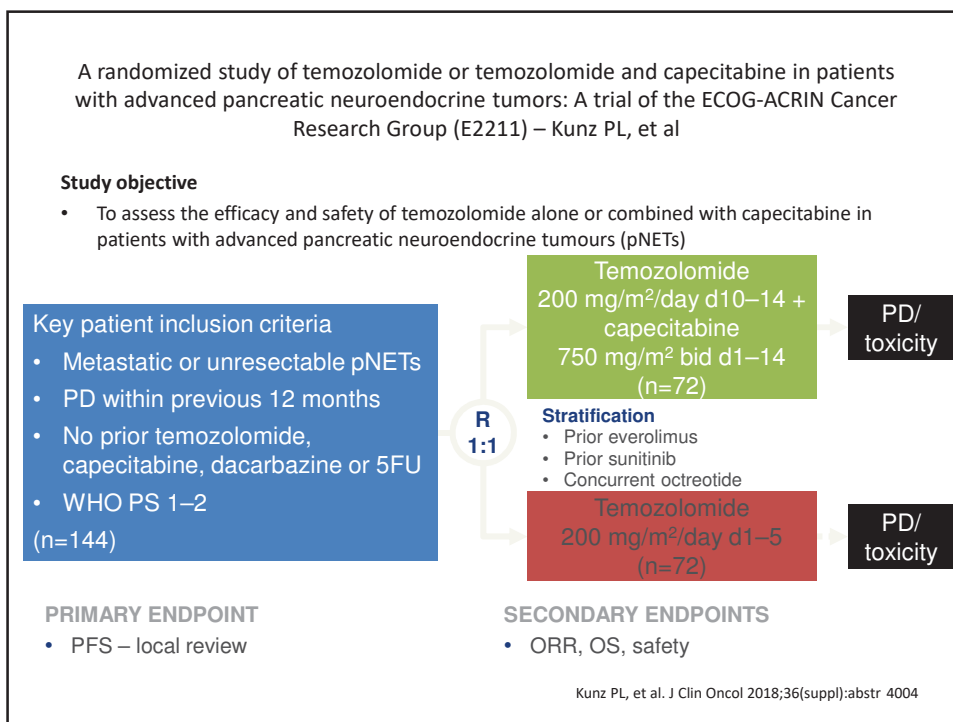 A randomized study of temozolomide or temozolomide and capecitabine in patients
with advanced pancreatic neuroendocrine tumors: A trial of the ECOG-ACRIN Cancer
Research Group (E2211) – Kunz PL, et al
Study objective
• To assess the efficacy and safety of temozolomide alone or combined with capecitabine in
patients with advanced pancreatic neuroendocrine tumours (pNETs)
Key patient inclusion criteria
• Metastatic or unresectable pNETs
• PD within previous 12 months
• No prior temozolomide,
capecitabine, dacarbazine or 5FU
• WHO PS 1–2
(n=144)
R
1:1
Temozolomide
200 mg/m²/day d10–14 +
capecitabine
750 mg/m² bid d1–14
(n=72)
PD/
toxicity
Stratification
• Prior everolimus
• Prior sunitinib
• Concurrent octreotide
Temozolomide
200 mg/m²/day d1–5
(n=72)
PD/
toxicity
PRIMARY ENDPOINT
• PFS – local review
SECONDARY ENDPOINTS
• ORR, OS, safety
Kunz PL, et al. J Clin Oncol 2018;36(suppl):abstr 4004